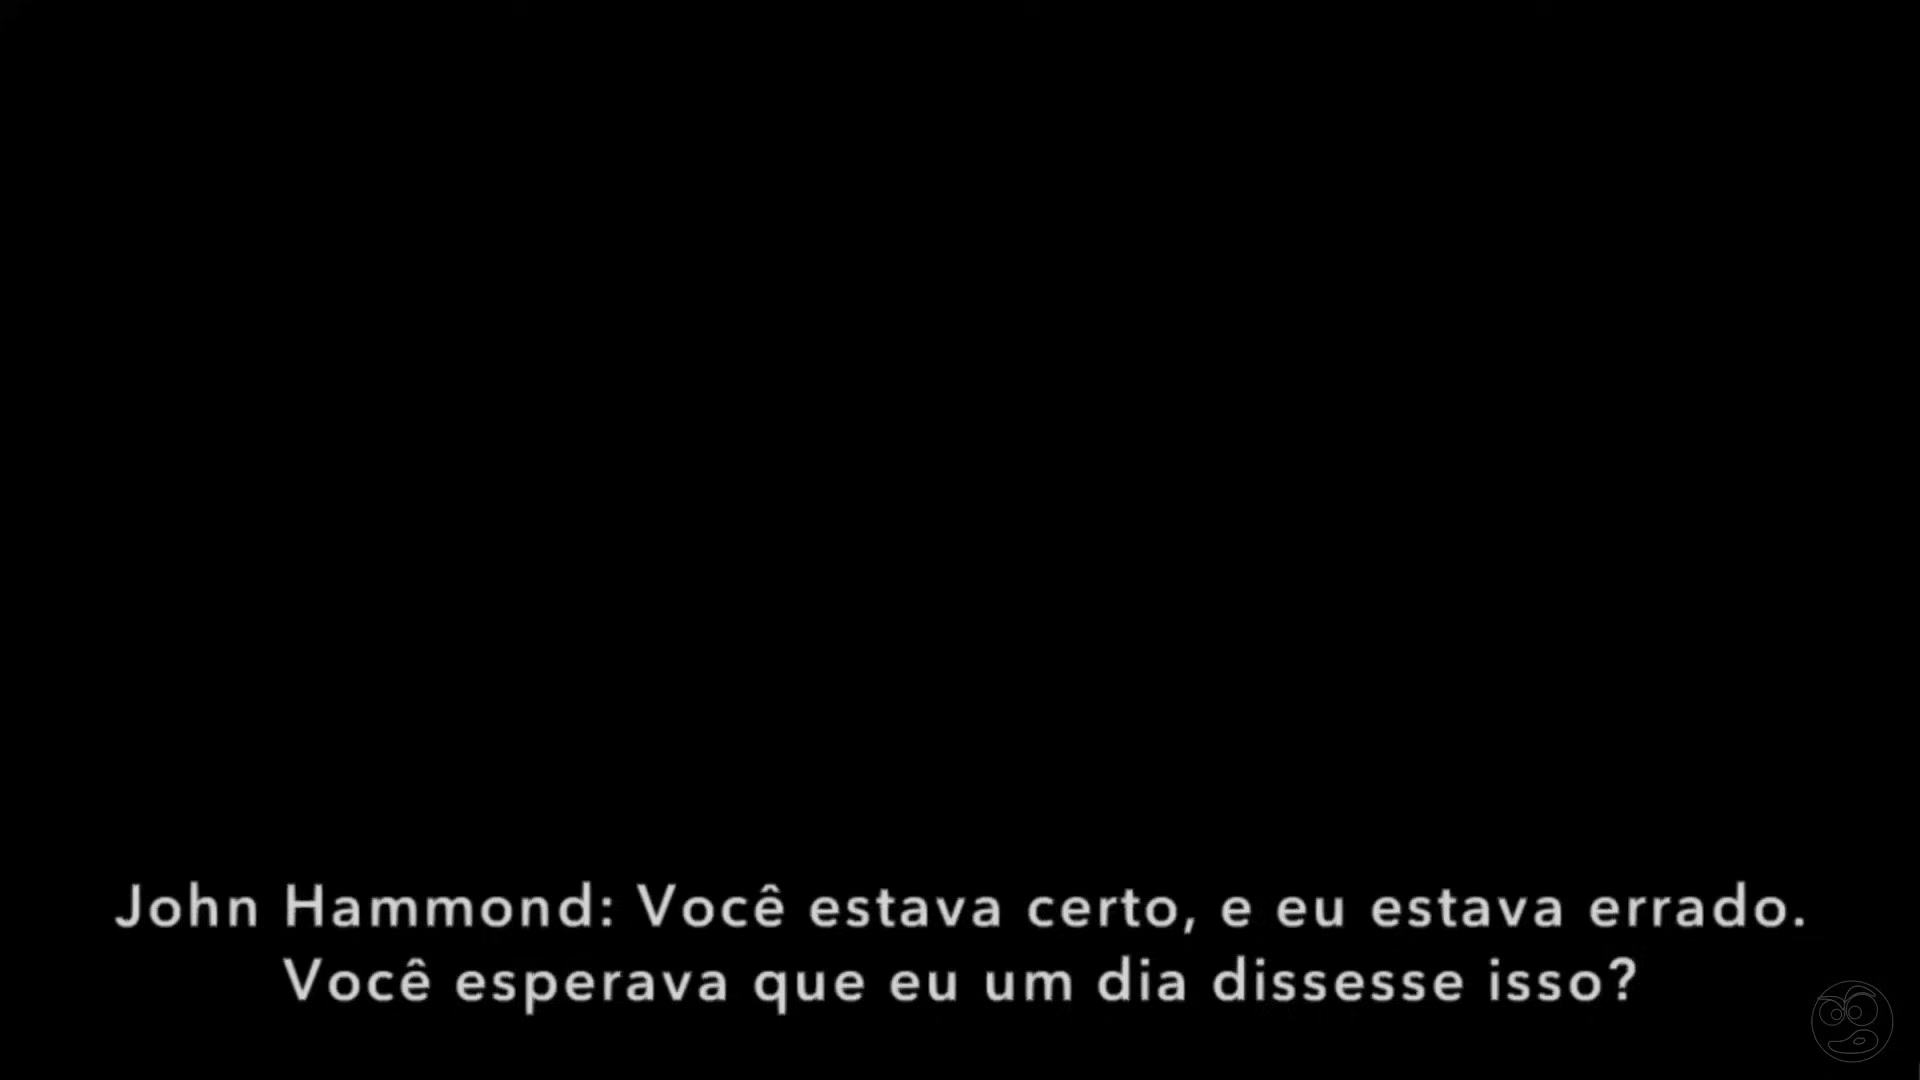 John Hammond: Você estava certo, e eu estava errado.
Você esperava que eu um dia dissesse isso?